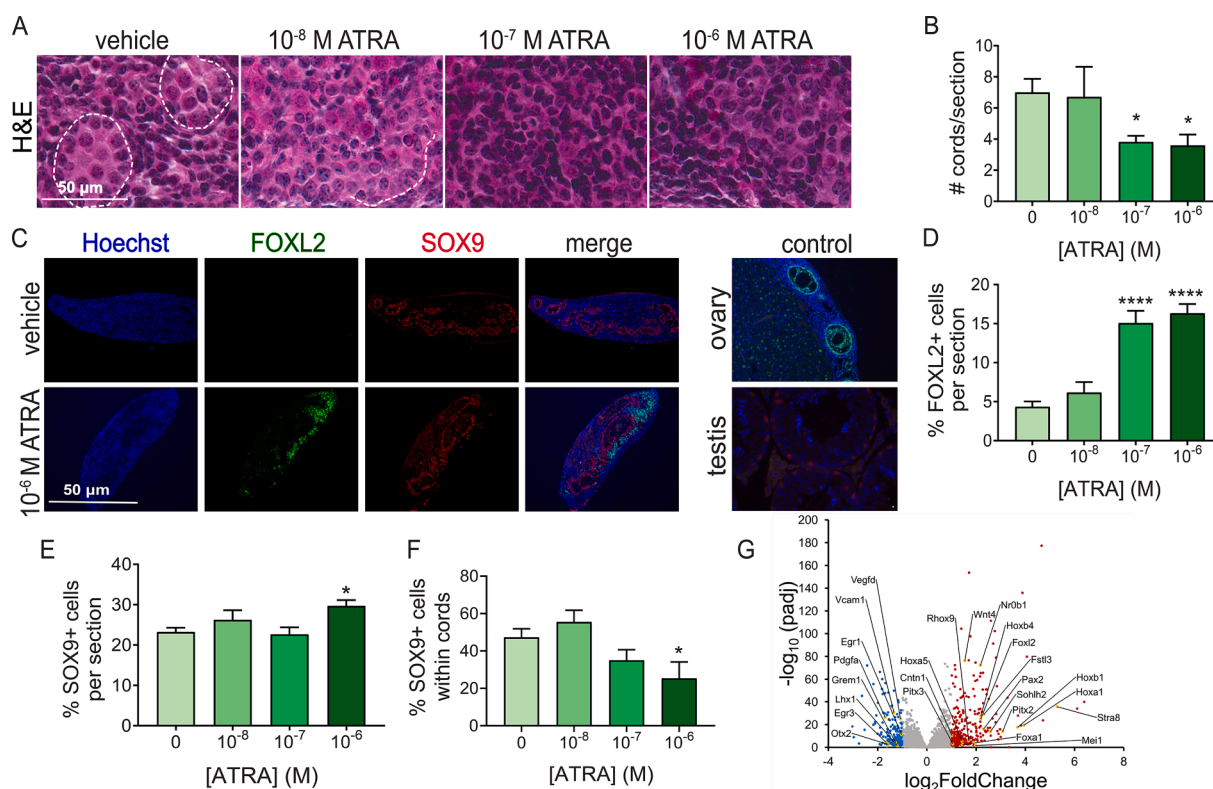 A
vehicle
10⁻⁸ M ATRA
10⁻⁷ M ATRA
10⁻⁶ M ATRA
H&E
50 µm
B
# cords/section
10
8
6
4
2
0
*
*
0
10⁻⁸
10⁻⁷
10⁻⁶
[ATRA] (M)
C
Hoechst
FOXL2
SOX9
merge
control
vehicle
10⁻⁶ M ATRA
50 µm
ovary
testis
D
% FOXL2+ cells
per section
20
15
10
5
0
****
****
0
10⁻⁸
10⁻⁷
10⁻⁶
[ATRA] (M)
E
% SOX9+ cells
per section
40
30
20
10
0
*
0
10⁻⁸
10⁻⁷
10⁻⁶
[ATRA] (M)
F
% SOX9+ cells
within cords
80
60
40
20
0
*
0
10⁻⁸
10⁻⁷
10⁻⁶
[ATRA] (M)
G
-log₁₀ (padj)
200
180
160
140
120
100
80
60
40
20
0
Vegfd
Vcam1
Egr1
Pdgfa
Grem1
Lhx1
Egr3
Otx2
Rhox9
Wnt4
Nr0b1
Hoxb4
Foxl2
Hoxa5
Fstl3
Cntn1
Pax2
Hoxb1
Pitx3
Sohlh2
Hoxa1
Pitx2
Stra8
Foxa1
Mei1
-4
-2
0
2
4
6
8
log₂FoldChange